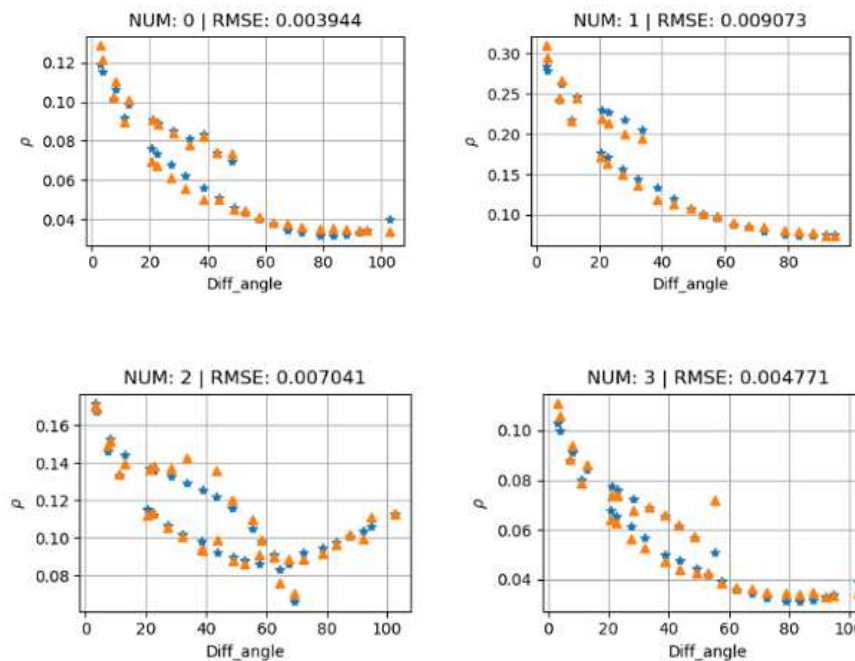 NUM: 0 | RMSE: 0.003944
0.12
0.10
0.08
0.06
0.04
ρ
0 20 40 60 80 100
Diff_angle
NUM: 1 | RMSE: 0.009073
0.30
0.25
0.20
0.15
0.10
ρ
0 20 40 60 80
Diff_angle
NUM: 2 | RMSE: 0.007041
0.16
0.14
0.12
0.10
0.08
ρ
0 20 40 60 80 100
Diff_angle
NUM: 3 | RMSE: 0.004771
0.10
0.08
0.06
0.04
ρ
0 20 40 60 80 100
Diff_angle